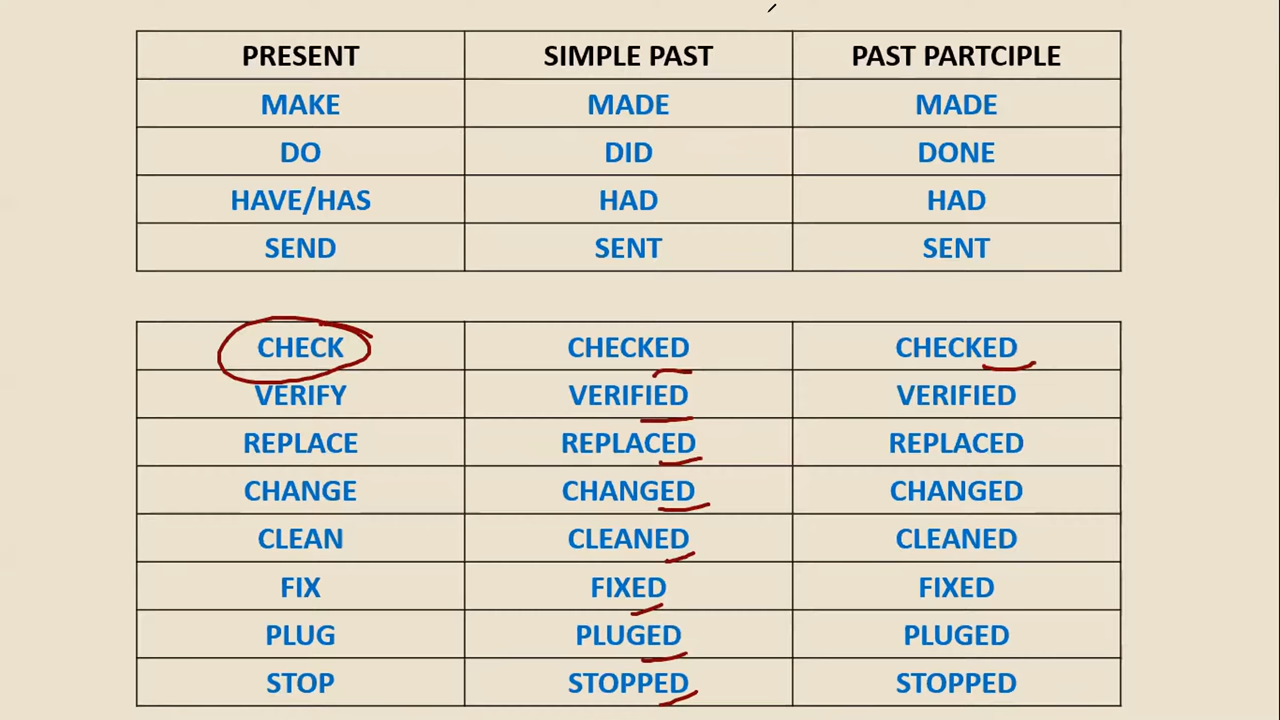 PRESENT SIMPLE PAST PAST PARTCIPLE
MAKE MADE MADE
DO DID DONE
HAVE/HAS HAD HAD
SEND SENT SENT
CHECK CHECKED CHECKED
VERIFY VERIFIED VERIFIED
REPLACE REPLACED REPLACED
CHANGE CHANGED CHANGED
CLEAN CLEANED CLEANED
FIX FIXED FIXED
PLUG PLUGED PLUGED
STOP STOPPED STOPPED